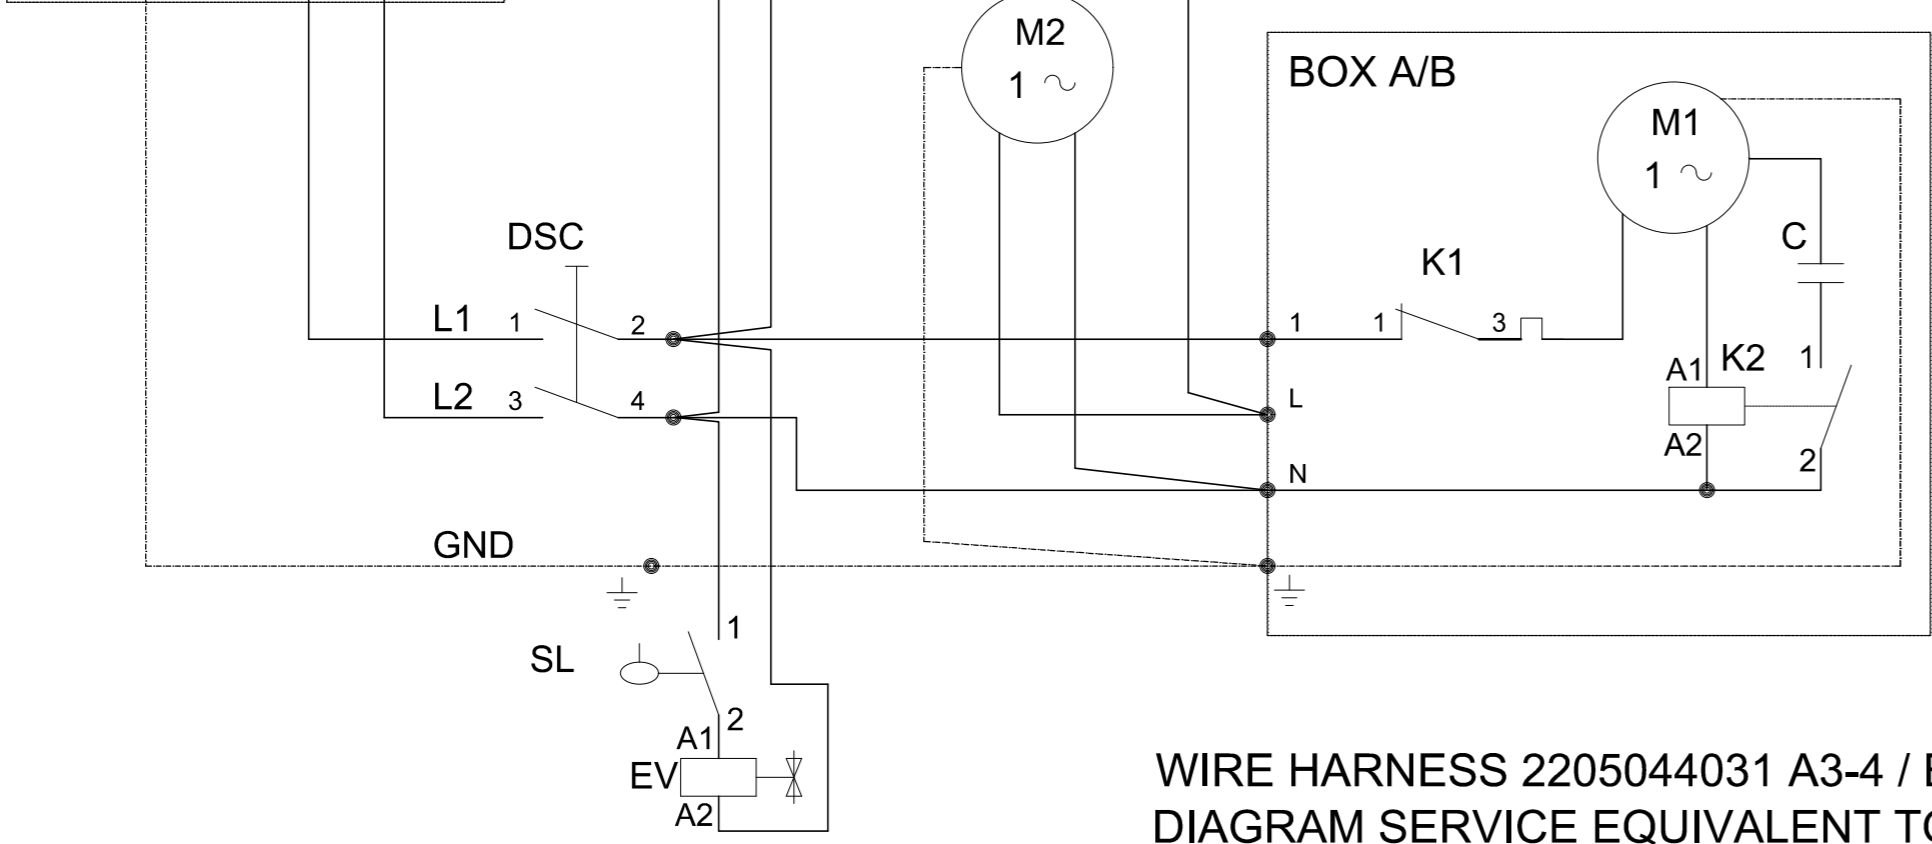 M2
1
BOX A/B
M1
1
DSC
K1
C
L1 1 2
1 1 3
K2 1
A1
L2 3 4
L
A2
2
N
GND
1
SL
2
A1
EV
A2
WIRE HARNESS 2205044031 A3-4 /
DIAGRAM SERVICE EQUIVALENT